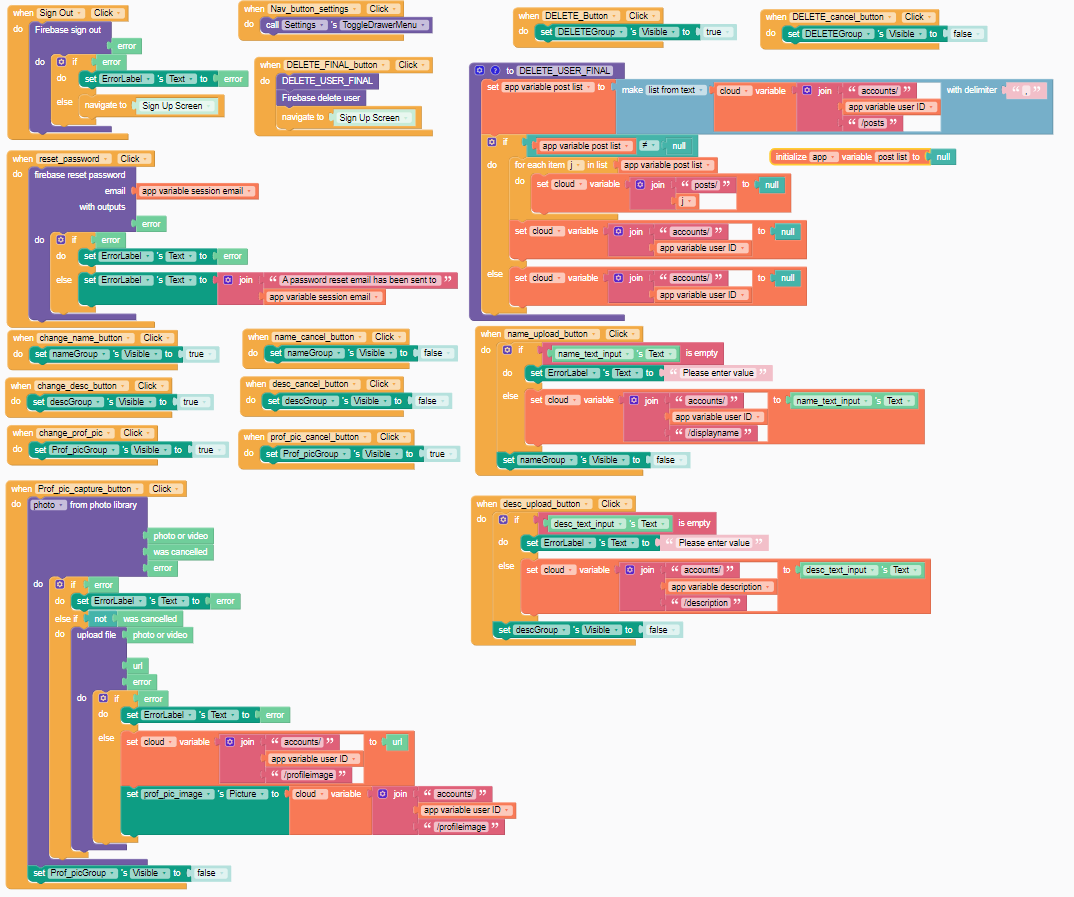 when Sign Out Click
do Firebase sign out
error
do if error
do set ErrorLabel 's Text to error
else navigate to Sign Up Screen
when Nav_button_settings Click
do call Settings 's ToggleDrawerMenu
when DELETE_FINAL_button Click
do DELETE_USER_FINAL
Firebase delete user
navigate to Sign Up Screen
when DELETE_Button Click
do set DELETEGroup 's Visible to true
when DELETE_cancel_button Click
do set DELETEGroup 's Visible to false
to DELETE_USER_FINAL
set app variable post list to make list from text cloud variable join “ accounts/ ” with delimiter “ , ”
app variable user ID
“ /posts ”
if app variable post list ≠ null
do for each item j in list app variable post list
do set cloud variable join “ posts/ ” to null
j
set cloud variable join “ accounts/ ” to null
app variable user ID
else set cloud variable join “ accounts/ ” to null
app variable user ID
initialize app variable post list to null
when reset_password Click
do firebase reset password
email app variable session email
with outputs
error
do if error
do set ErrorLabel 's Text to error
else set ErrorLabel 's Text to join “ A password reset email has been sent to ”
app variable session email
when change_name_button Click
do set nameGroup 's Visible to true
when name_cancel_button Click
do set nameGroup 's Visible to false
when change_desc_button Click
do set descGroup 's Visible to true
when desc_cancel_button Click
do set descGroup 's Visible to false
when change_prof_pic Click
do set Prof_picGroup 's Visible to true
when prof_pic_cancel_button Click
do set Prof_picGroup 's Visible to true
when name_upload_button Click
do if name_text_input 's Text is empty
do set ErrorLabel 's Text to “ Please enter value ”
else set cloud variable join “ accounts/ ” to name_text_input 's Text
app variable user ID
“ /displayname ”
set nameGroup 's Visible to false
when Prof_pic_capture_button Click
do photo from photo library
photo or video
was cancelled
error
do if error
do set ErrorLabel 's Text to error
else if not was cancelled
do upload file photo or video
url
error
do if error
do set ErrorLabel 's Text to error
else set cloud variable join “ accounts/ ” to url
app variable user ID
“ /profileimage ”
set prof_pic_image 's Picture to cloud variable join “ accounts/ ”
app variable user ID
“ /profileimage ”
set Prof_picGroup 's Visible to false
when desc_upload_button Click
do if desc_text_input 's Text is empty
do set ErrorLabel 's Text to “ Please enter value ”
else set cloud variable join “ accounts/ ” to desc_text_input 's Text
app variable description
“ /description ”
set descGroup 's Visible to false